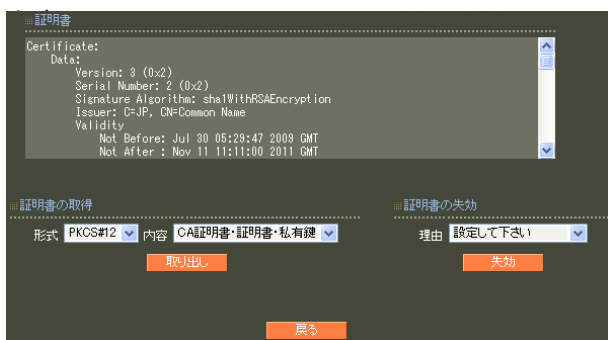 証明書
Certificate:
Data:
Version: 3 (0x2)
Serial Number: 2 (0x2)
Signature Algorithm: sha1WithRSAEncryption
Issuer: C=JP, CN=Common Name
Validity
Not Before: Jul 30 05:29:47 2009 GMT
Not After : Nov 11 11:11:00 2011 GMT
証明書の取得
形式 PKCS#12 内容 CA証明書・証明書・私有鍵
取り出し
証明書の失効
理由 設定して下さい
失効
戻る